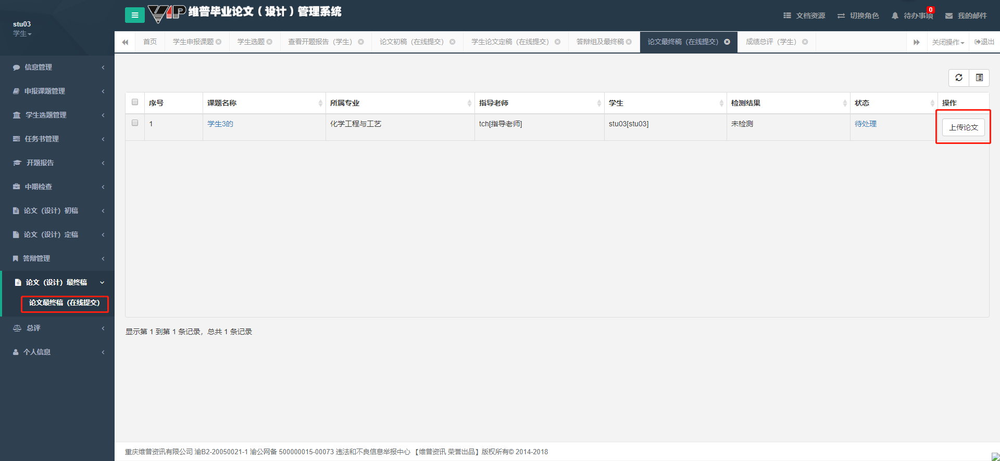 stu03
学生
信息管理
申报课题管理
学生选题管理
任务书管理
开题报告
中期检查
论文（设计）初稿
论文（设计）定稿
答辩管理
论文（设计）最终稿
论文最终稿（在线提交）
总评
个人信息
VIP 维普毕业论文（设计）管理系统
文档资源 切换角色 待办事项 0 我的邮件
首页 学生申报课题 学生选题 查看开题报告（学生） 论文初稿（在线提交） 学生论文定稿（在线提交） 答辩组及最终稿 论文最终稿（在线提交） 成绩总评（学生） 关闭操作 退出
序号 课题名称 所属专业 指导老师 学生 检测结果 状态 操作
1 学生3的 化学工程与工艺 tch[指导老师] stu03[stu03] 未检测 待处理 上传论文
显示第 1 到第 1 条记录，总共 1 条记录
重庆维普资讯有限公司 渝B2-20050021-1 渝公网备 500000015-00073 违法和不良信息举报中心 【维普资讯 荣誉出品】版权所有© 2014-2018